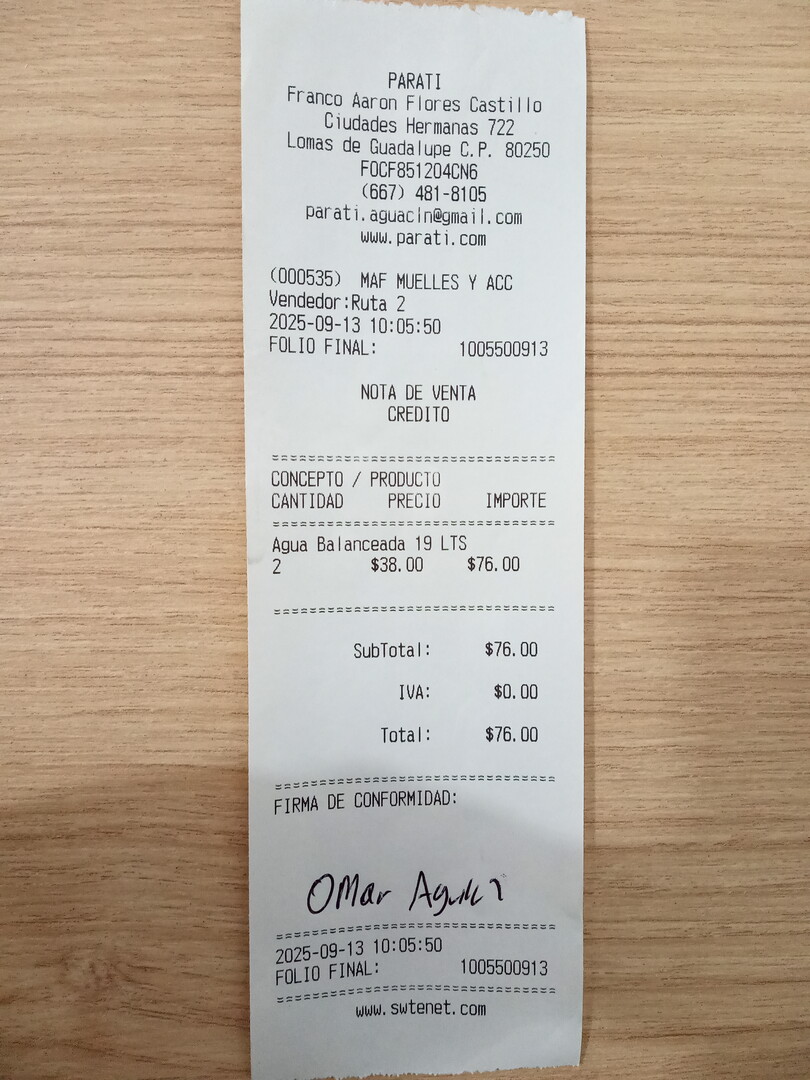 PARATI
Franco Aaron Flores Castillo
Ciudades Hermanas 722
Lomas de Guadalupe C.P. 80250
FOCF851204CN6
(667) 481-8105
parati.aguacln@gmail.com
www.parati.com
(000535) MAF MUELLES Y ACC
Vendedor:Ruta 2
2025-09-13 10:05:50
FOLIO FINAL: 1005500913
NOTA DE VENTA
CREDITO
================================
CONCEPTO / PRODUCTO
CANTIDAD PRECIO IMPORTE
================================
Agua Balanceada 19 LTS
2 $38.00 $76.00
================================
SubTotal: $76.00
IVA: $0.00
Total: $76.00
================================
FIRMA DE CONFORMIDAD:
Omar
================================
2025-09-13 10:05:50
FOLIO FINAL: 1005500913
================================
www.swtenet.com